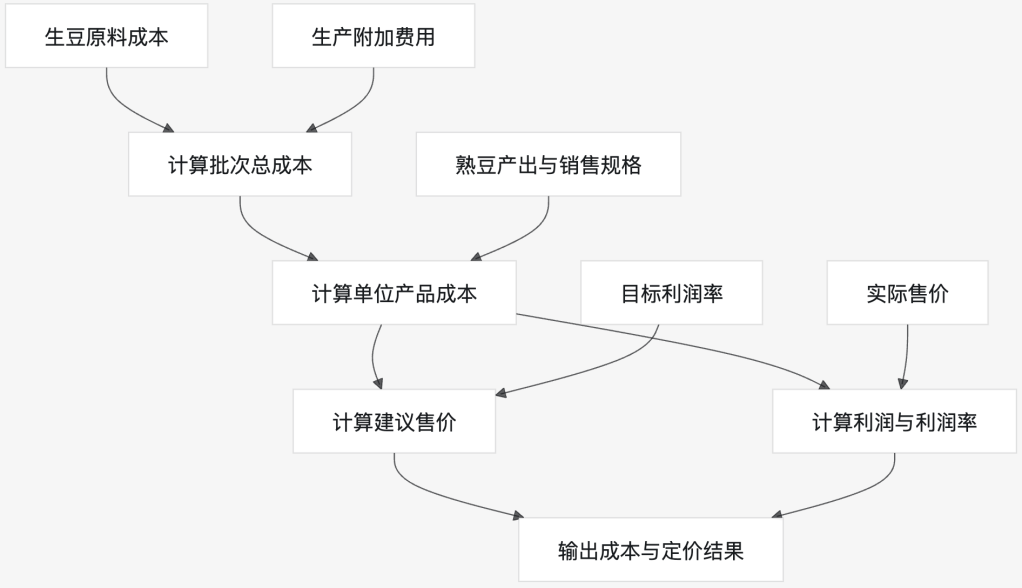 生豆原料成本
生产附加费用
计算批次总成本
熟豆产出与销售规格
计算单位产品成本
目标利润率
实际售价
计算建议售价
计算利润与利润率
输出成本与定价结果